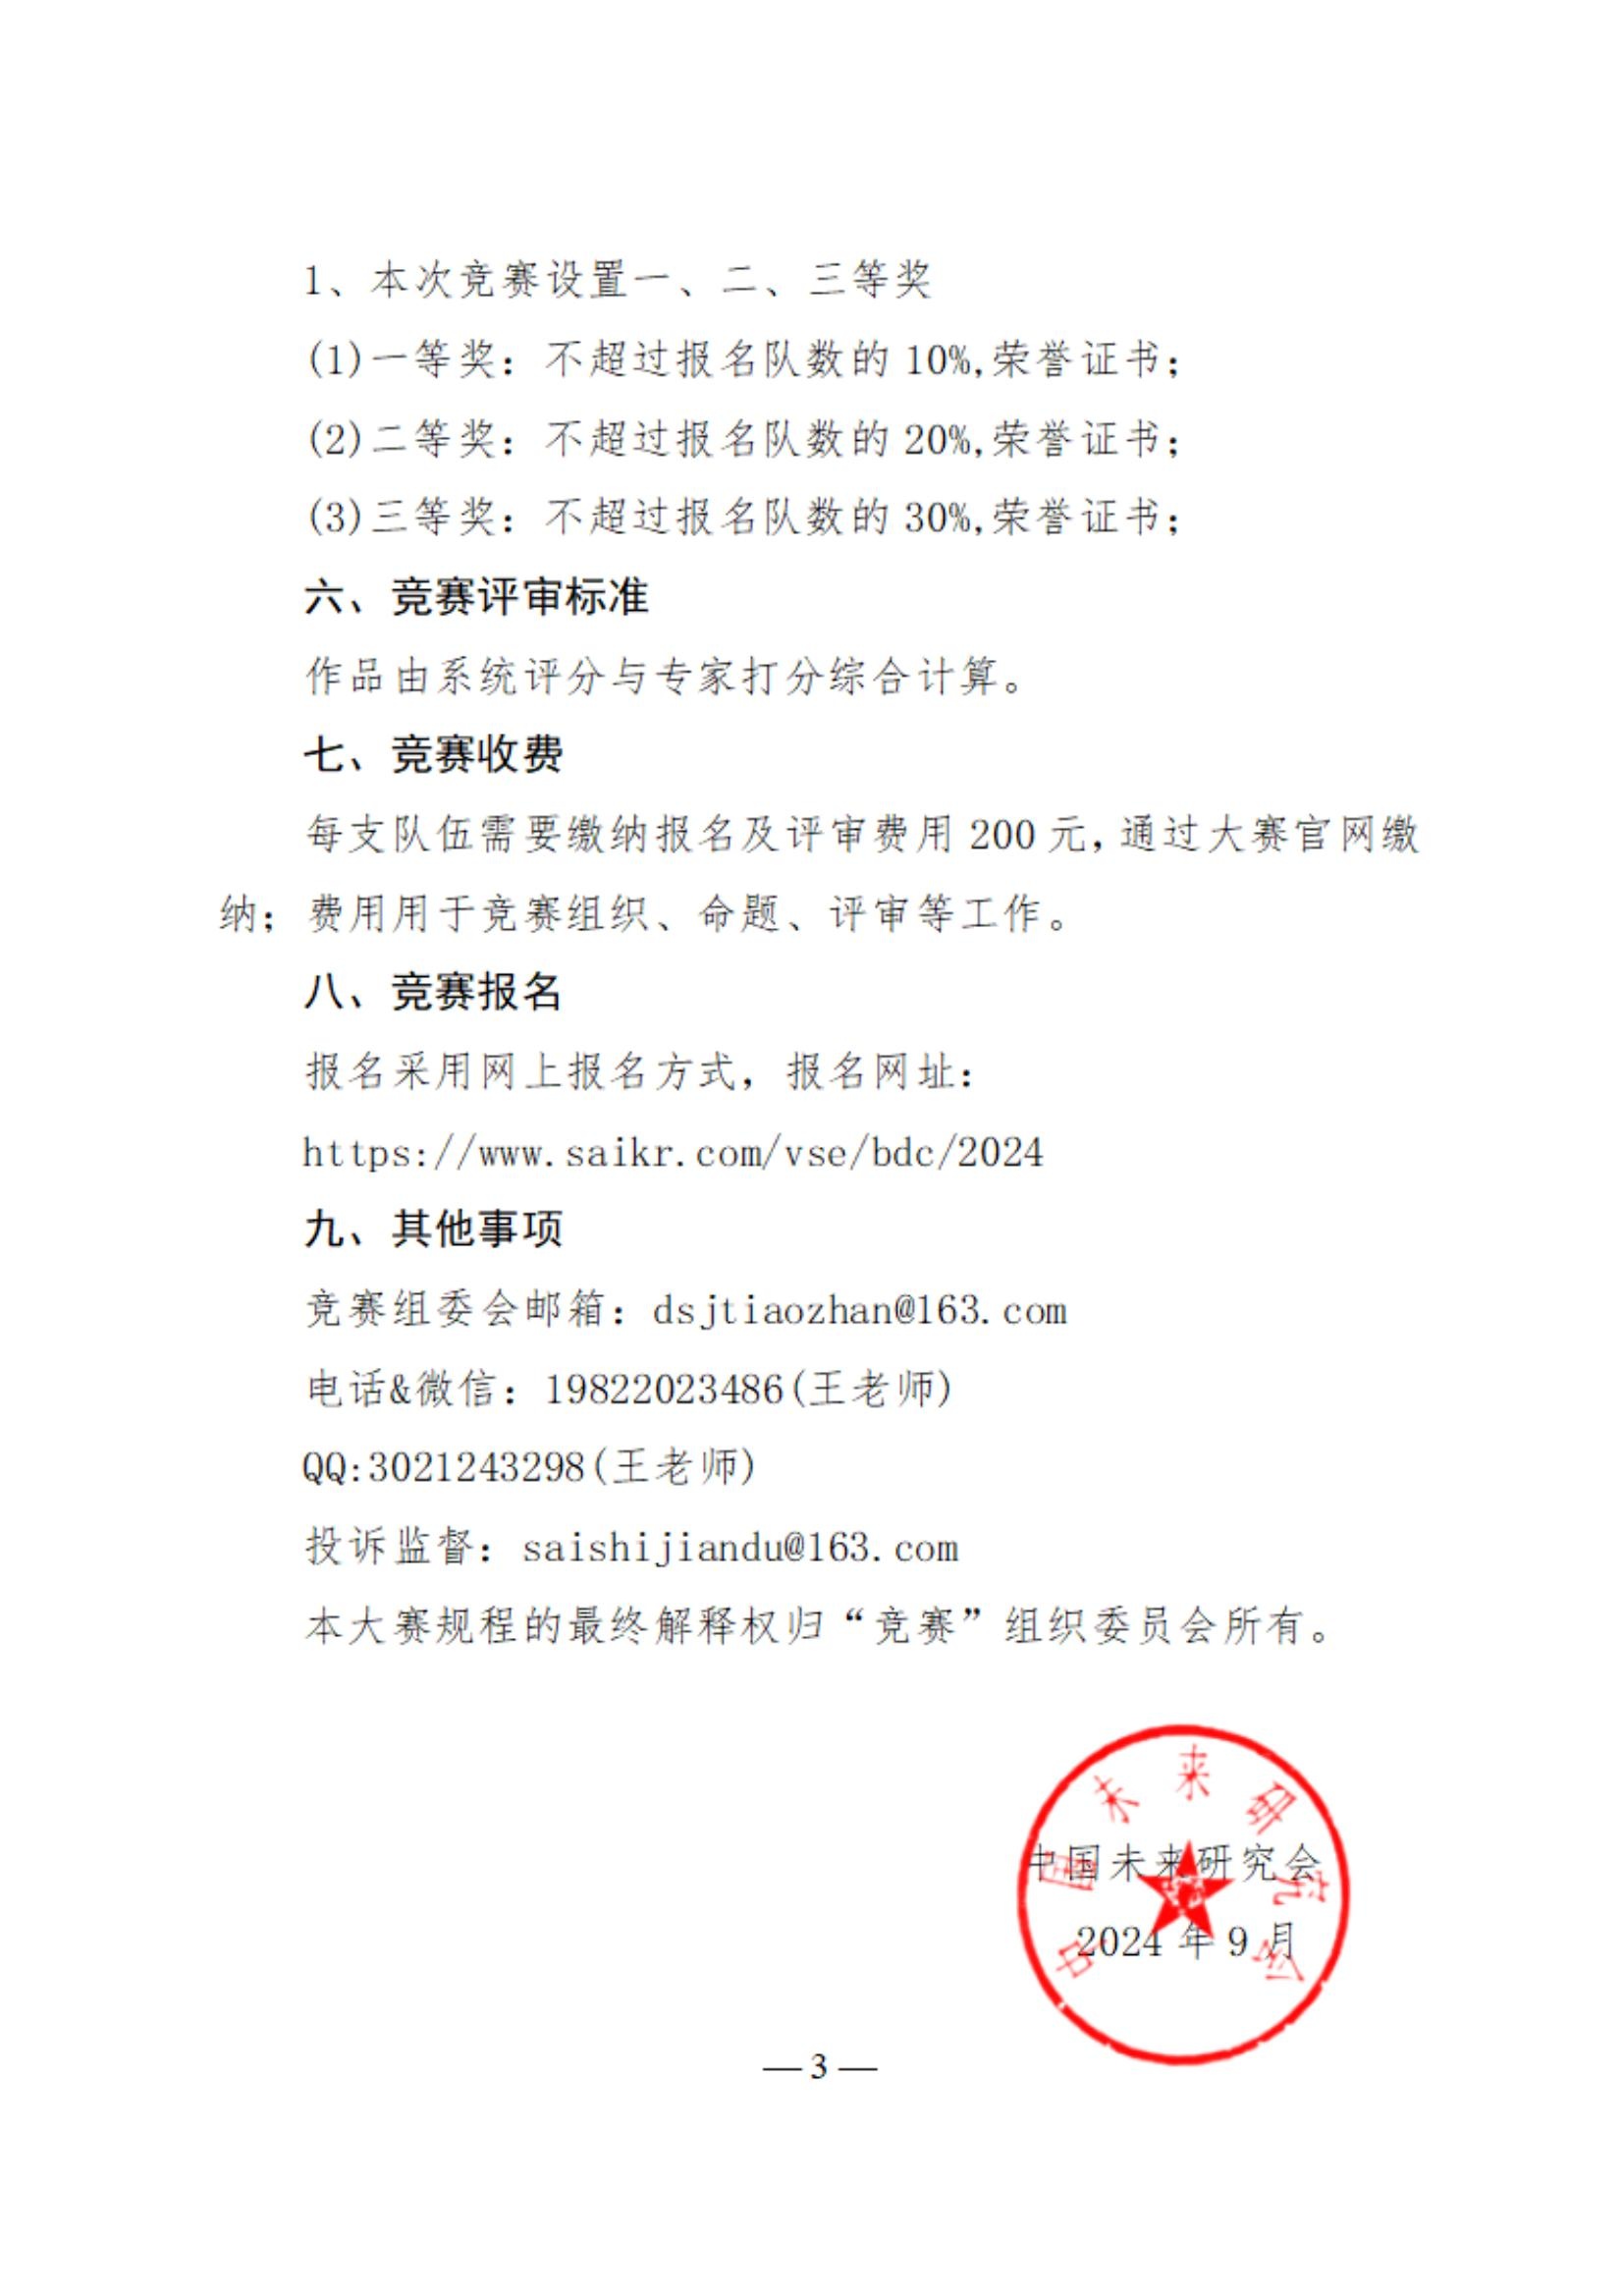 1、本次竞赛设置一、二、三等奖
(1)一等奖：不超过报名队数的 10%,荣誉证书；
(2)二等奖：不超过报名队数的 20%,荣誉证书；
(3)三等奖：不超过报名队数的 30%,荣誉证书；
六、竞赛评审标准
作品由系统评分与专家打分综合计算。
七、竞赛收费
每支队伍需要缴纳报名及评审费用 200 元，通过大赛官网缴
纳；费用用于竞赛组织、命题、评审等工作。
八、竞赛报名
报名采用网上报名方式，报名网址：
https://www.saikr.com/vse/bdc/2024
九、其他事项
竞赛组委会邮箱：dsjtiaozhan@163.com
电话&微信：19822023486(王老师)
QQ:3021243298(王老师)
投诉监督：saishijiandu@163.com
本大赛规程的最终解释权归“竞赛”组织委员会所有。
中国未来研究会
中国未来研究会
2024 年 9 月
— 3 —